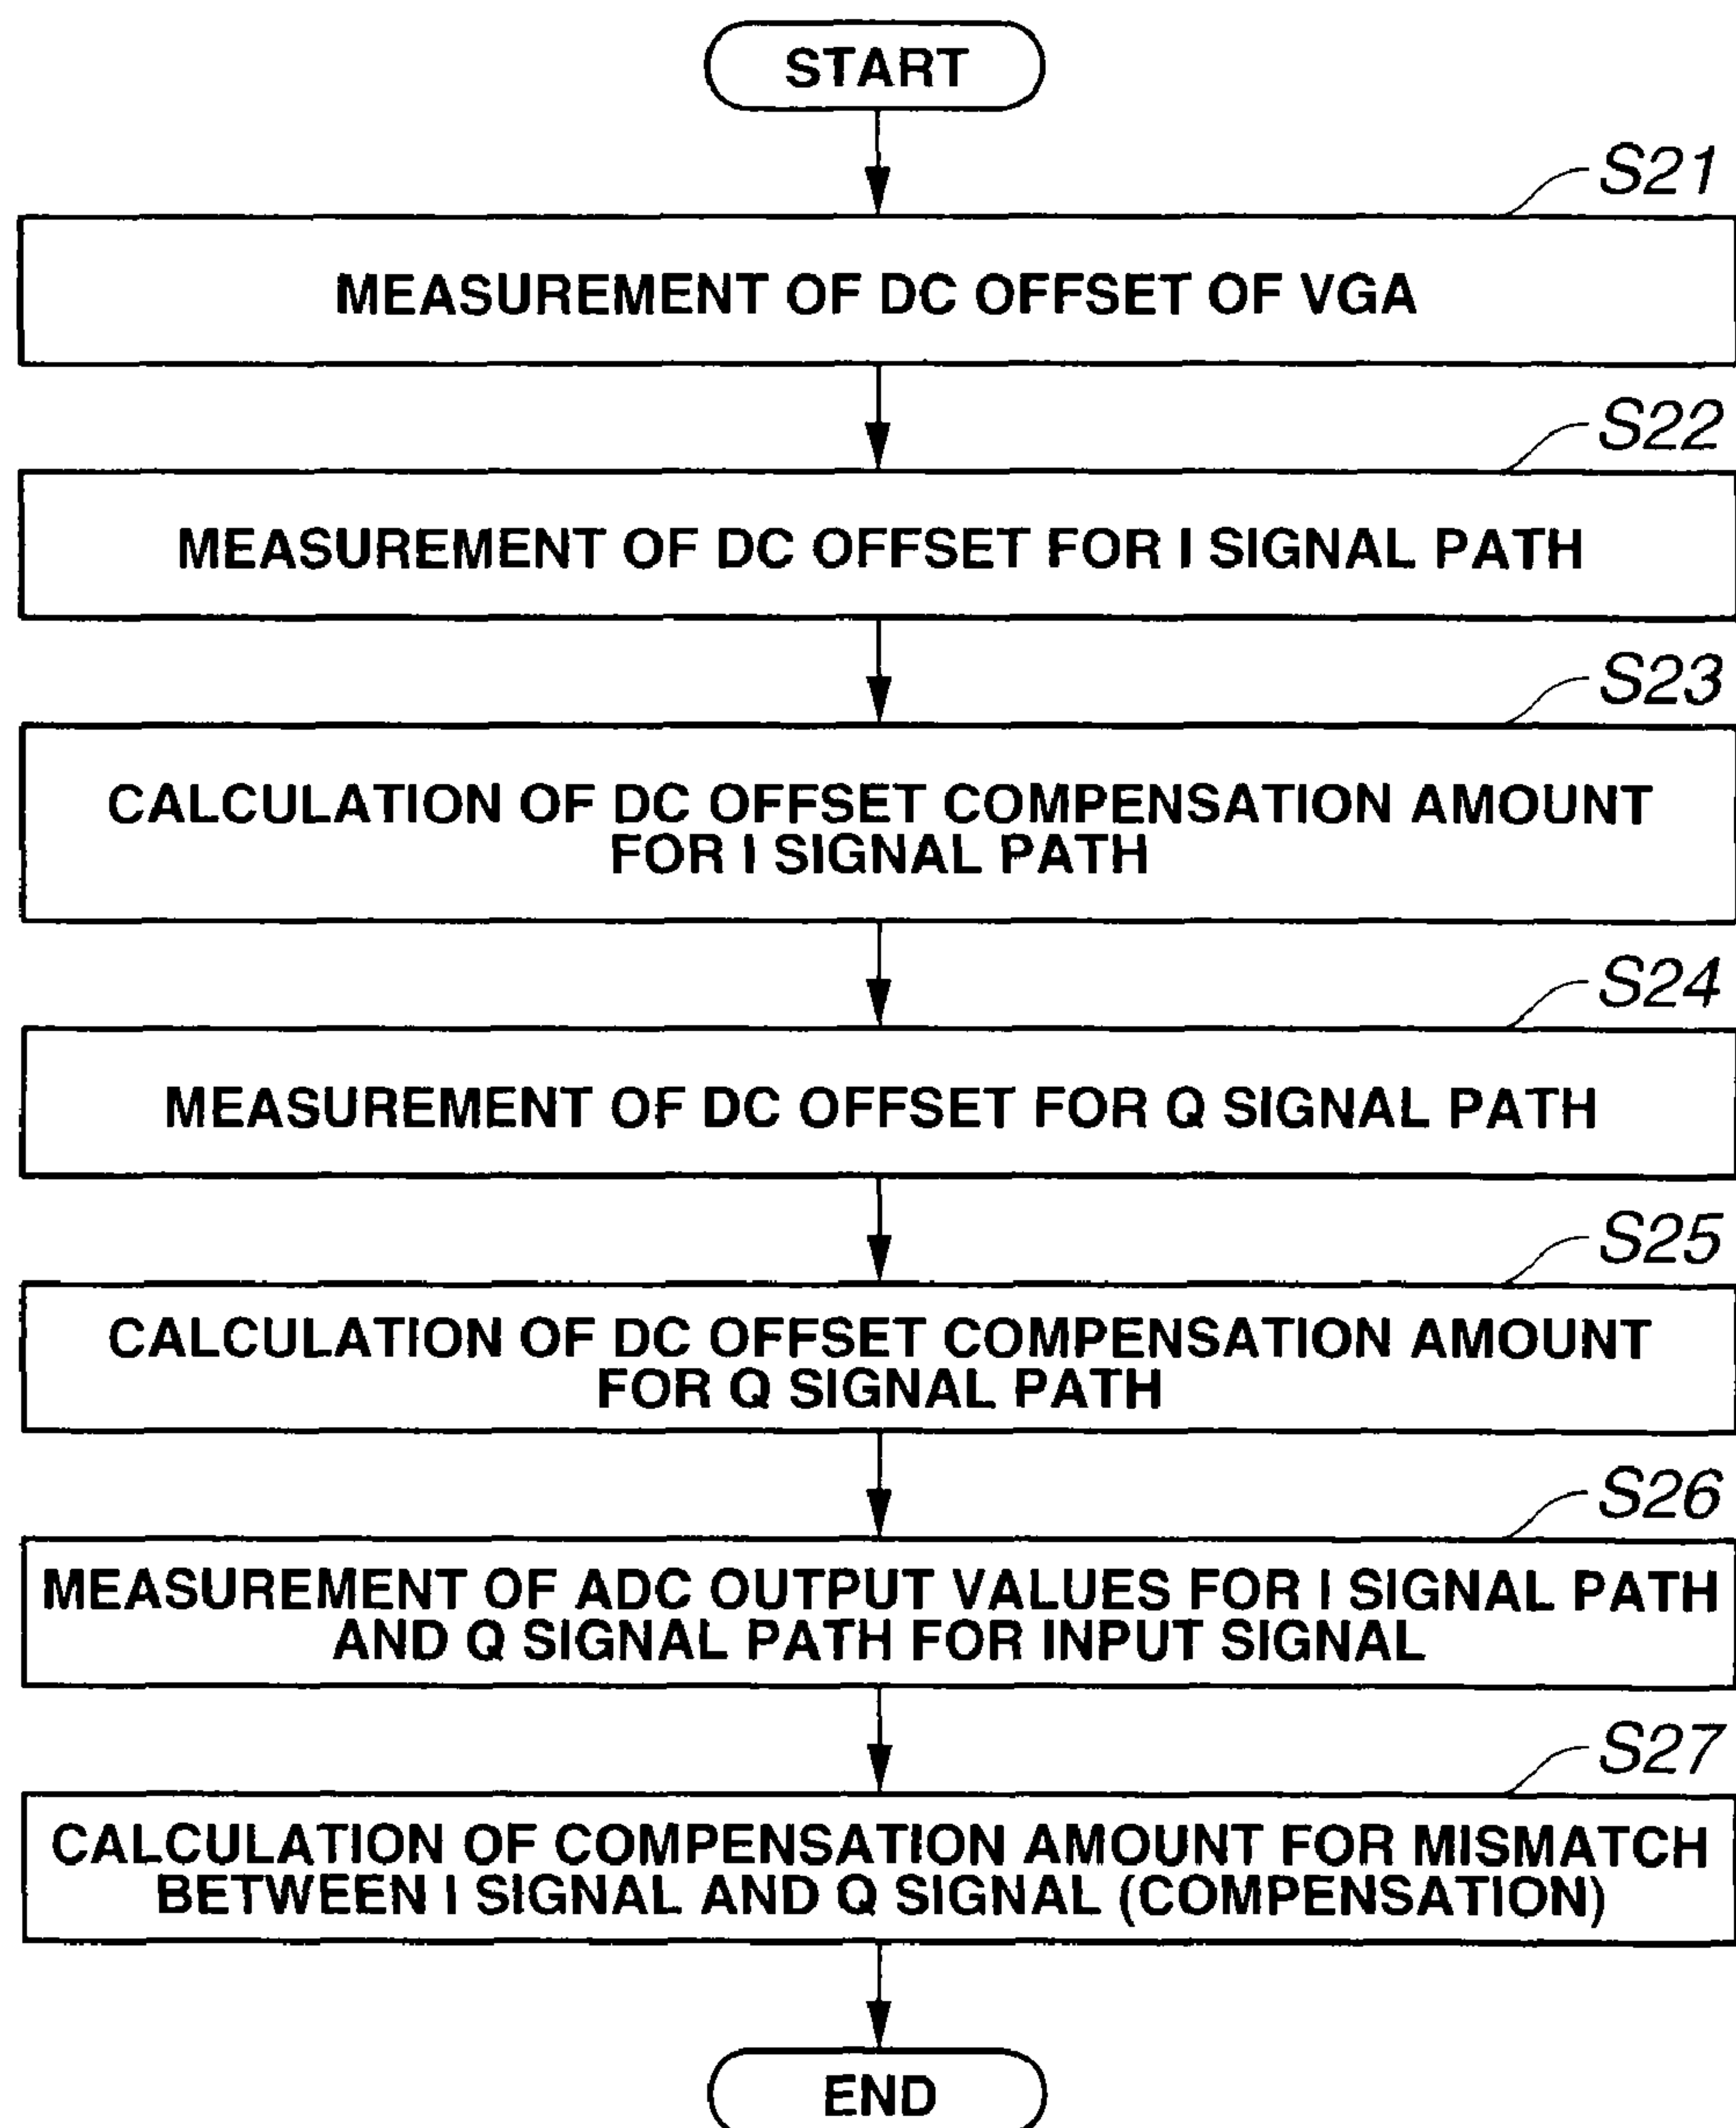 START
S21
MEASUREMENT OF DC OFFSET OF VGA
S22
MEASUREMENT OF DC OFFSET FOR I SIGNAL PATH
S23
CALCULATION OF DC OFFSET COMPENSATION AMOUNT
FOR I SIGNAL PATH
S24
MEASUREMENT OF DC OFFSET FOR Q SIGNAL PATH
S25
CALCULATION OF DC OFFSET COMPENSATION AMOUNT
FOR Q SIGNAL PATH
S26
MEASUREMENT OF ADC OUTPUT VALUES FOR I SIGNAL PATH
AND Q SIGNAL PATH FOR INPUT SIGNAL
S27
CALCULATION OF COMPENSATION AMOUNT FOR MISMATCH
BETWEEN I SIGNAL AND Q SIGNAL (COMPENSATION)
END